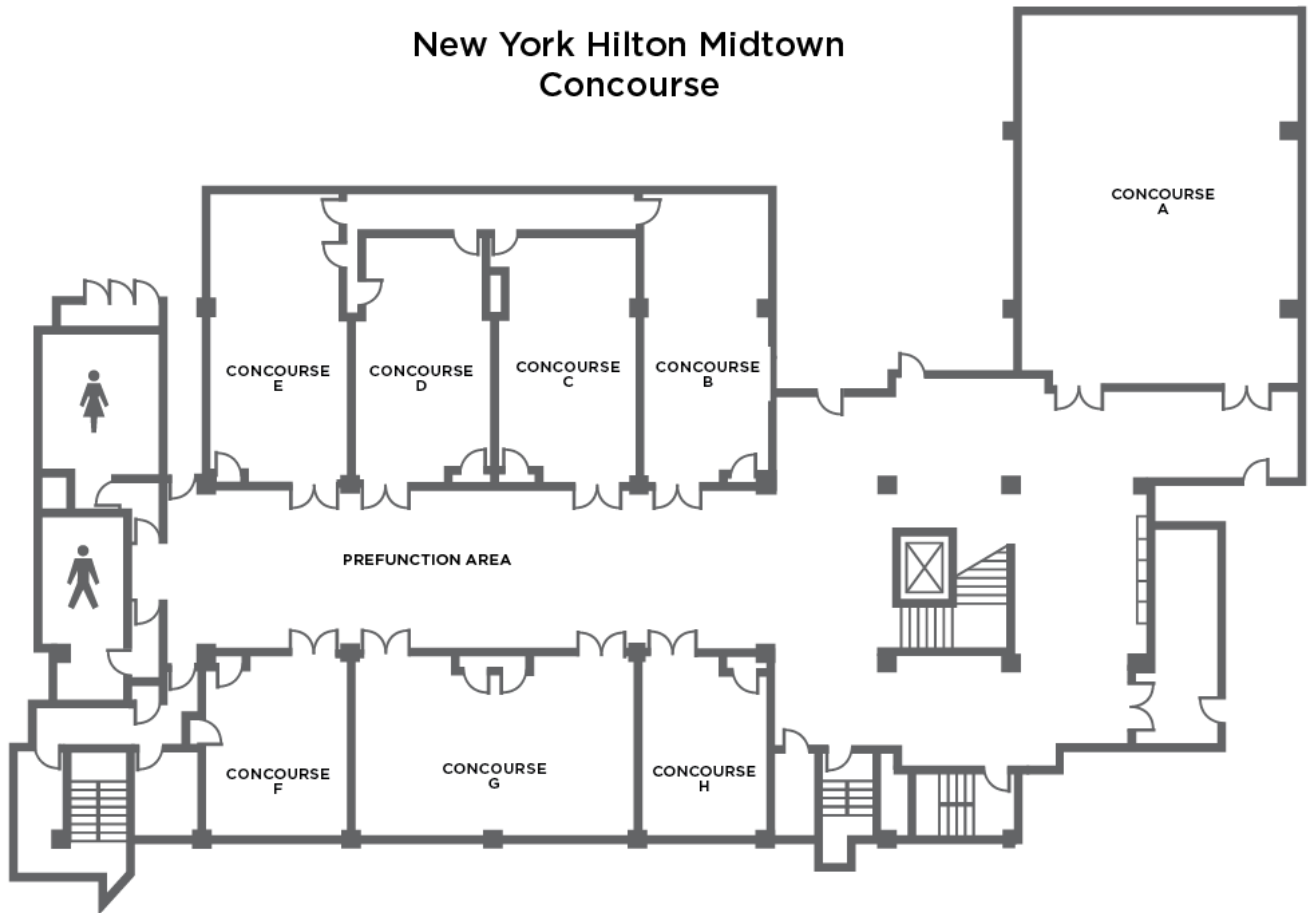 New York Hilton Midtown
Concourse
CONCOURSE
A
CONCOURSE
E
CONCOURSE
D
CONCOURSE
C
CONCOURSE
B
PREFUNCTION AREA
CONCOURSE
F
CONCOURSE
G
CONCOURSE
H